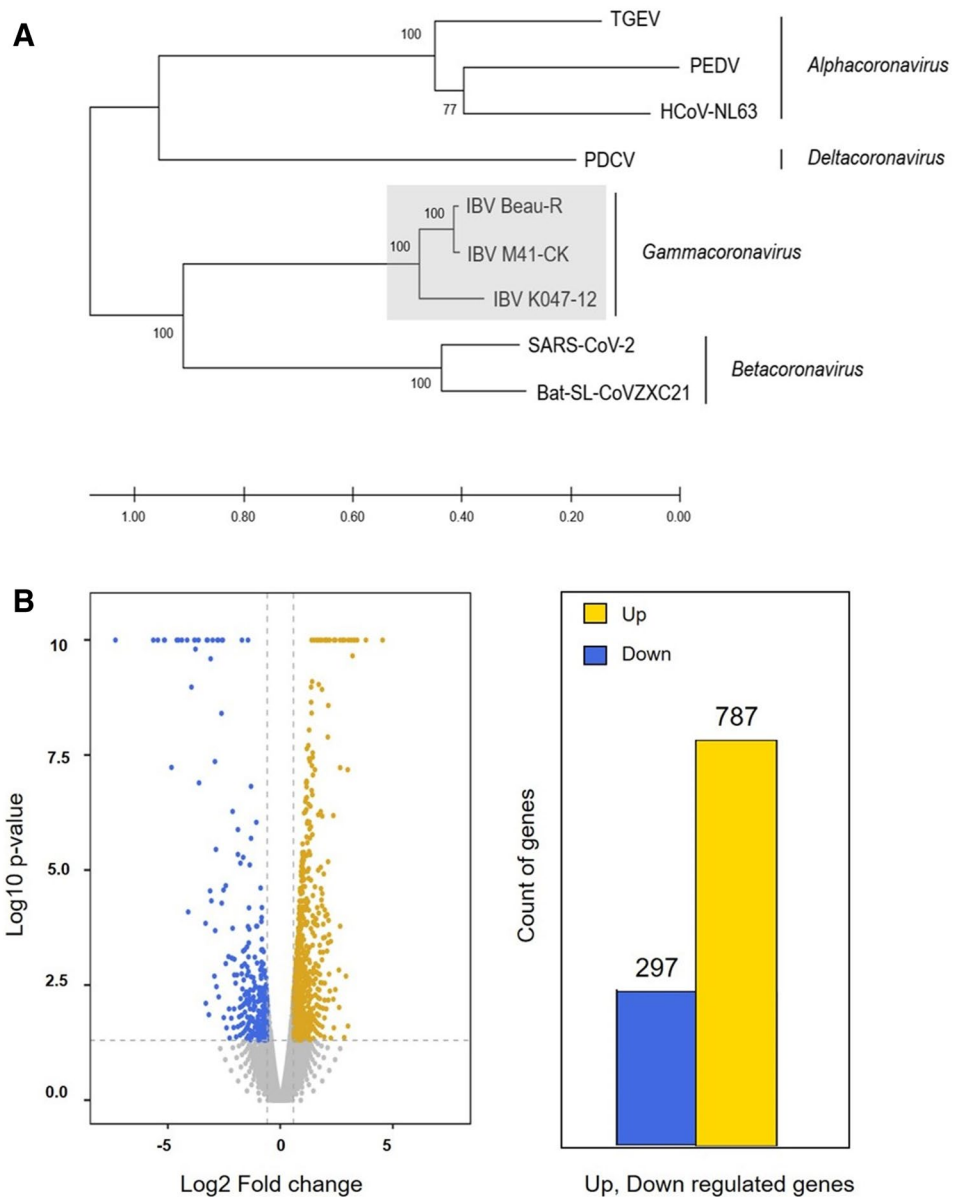 A
TGEV
100
PEDV
Alphacoronavirus
77
HCoV-NL63
PDCV
Deltacoronavirus
IBV Beau-R
100
100
IBV M41-CK
Gammacoronavirus
IBV K047-12
100
SARS-CoV-2
Betacoronavirus
100
Bat-SL-CoVZXC21
1.00 0.80 0.60 0.40 0.20 0.00
B
10
7.5
5.0
2.5
0.0
Log10 p-value
-5 0 5
Log2 Fold change
Up
Down
787
297
Count of genes
Up, Down regulated genes